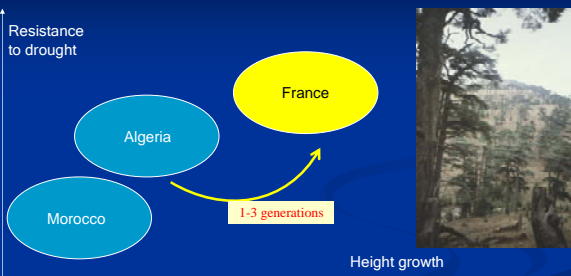 Resistance
to drought
France
Algeria
Morocco
1-3 generations
Height growth